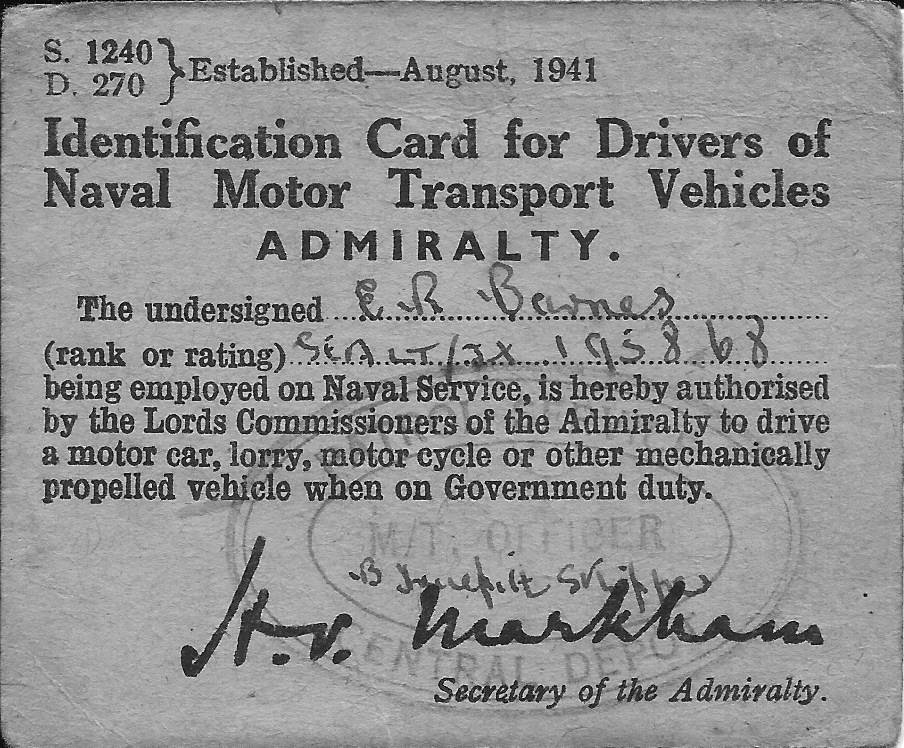 S. 1240
D. 270
Established—August, 1941
Identification Card for Drivers of
Naval Motor Transport Vehicles
ADMIRALTY.
The undersigned E R Barnes
(rank or rating) /JX 195868
being employed on Naval Service, is hereby authorised
by the Lords Commissioners of the Admiralty to drive
a motor car, lorry, motor cycle or other mechanically
propelled vehicle when on Government duty.
M/T. OFFICER
H. V. Markham
CENTRAL DEPOT
Secretary of the Admiralty.